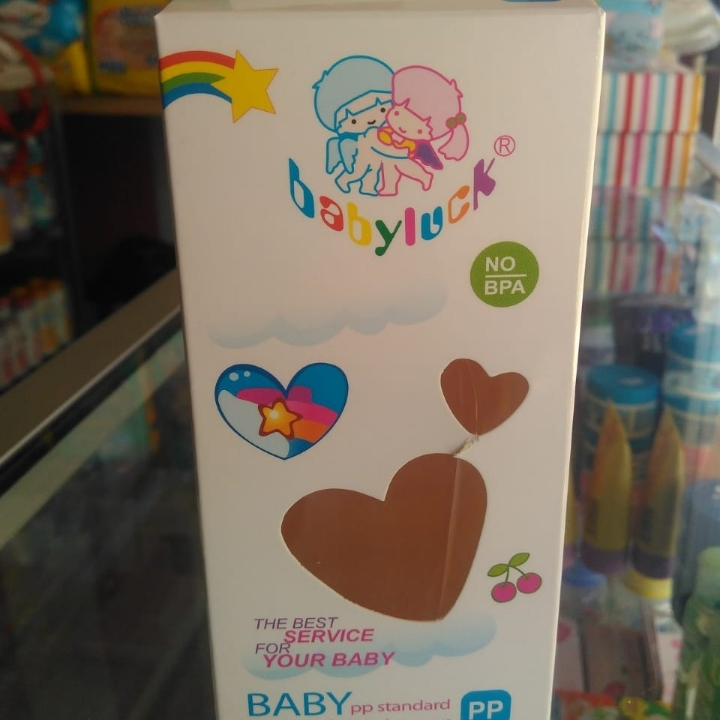 babyluck®
NO
BPA
THE BEST
SERVICE
FOR
YOUR BABY
BABY pp standard PP